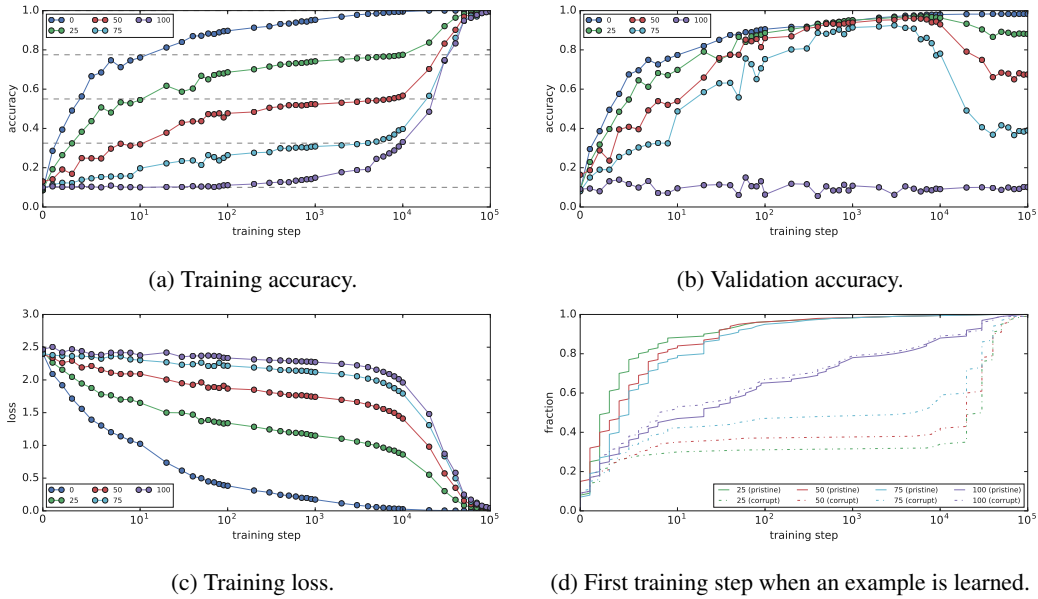 1.0
0.8
0.6
0.4
0.2
0.0
accuracy
0 50 100
25 75
0 10^1 10^2 10^3 10^4 10^5
training step
(a) Training accuracy.
1.0
0.8
0.6
0.4
0.2
0.0
accuracy
0 50 100
25 75
0 10^1 10^2 10^3 10^4 10^5
training step
(b) Validation accuracy.
3.0
2.5
2.0
1.5
1.0
0.5
0.0
loss
0 50 100
25 75
0 10^1 10^2 10^3 10^4 10^5
training step
(c) Training loss.
1.0
0.8
0.6
0.4
0.2
0.0
fraction
25 (pristine) 50 (pristine) 75 (pristine) 100 (pristine)
25 (corrupt) 50 (corrupt) 75 (corrupt) 100 (corrupt)
0 10^1 10^2 10^3 10^4 10^5
training step
(d) First training step when an example is learned.